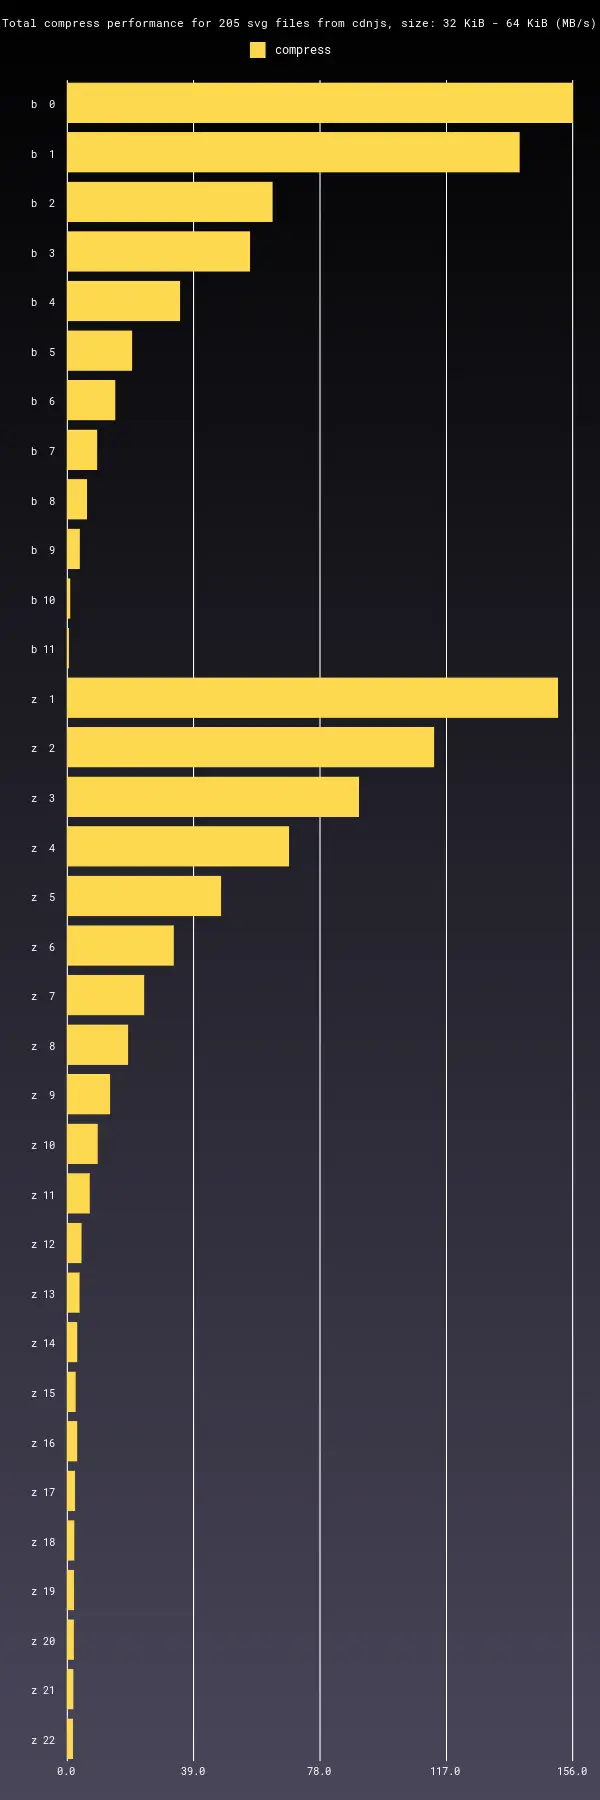 Total compress performance for 205 svg files from cdnjs, size: 32 KiB - 64 KiB (MB/s)
compress
b 0
b 1
b 2
b 3
b 4
b 5
b 6
b 7
b 8
b 9
b 10
b 11
z 1
z 2
z 3
z 4
z 5
z 6
z 7
z 8
z 9
z 10
z 11
z 12
z 13
z 14
z 15
z 16
z 17
z 18
z 19
z 20
z 21
z 22
0.0 39.0 78.0 117.0 156.0